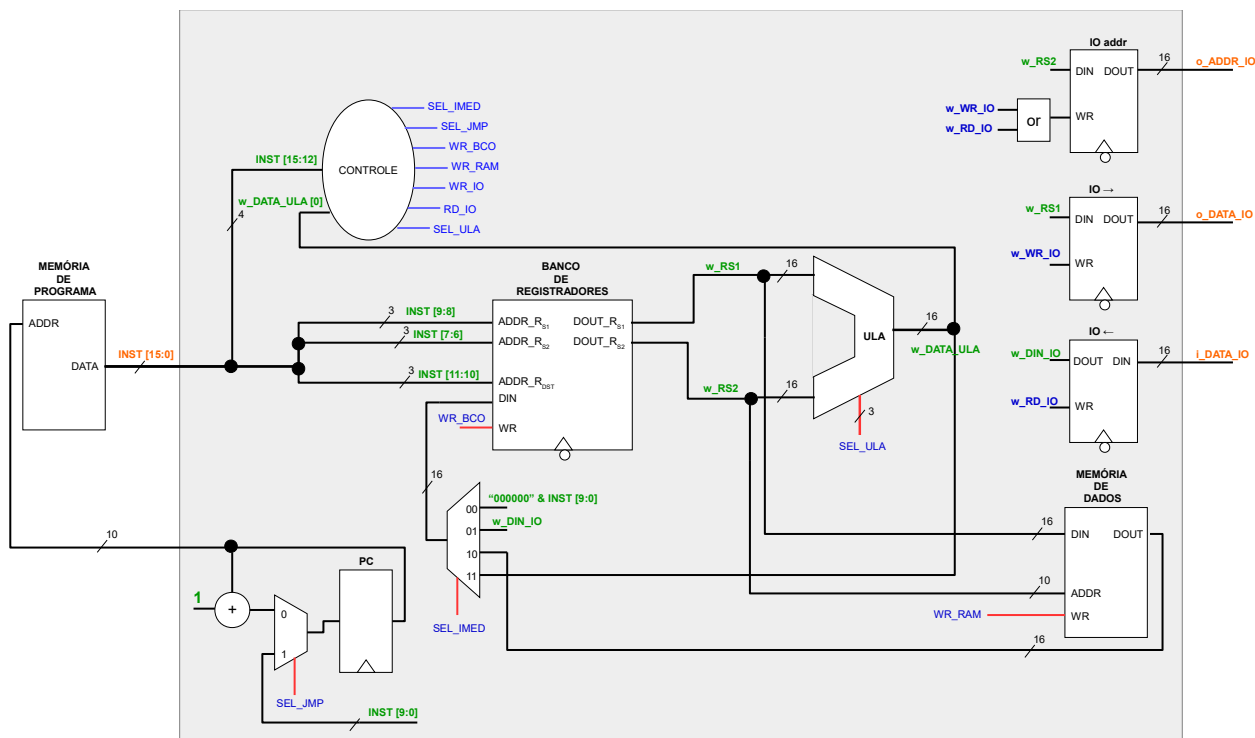 IO addr
w_RS2
DIN DOUT
16
o_ADDR_IO
w_WR_IO
w_RD_IO
or
WR
SEL_IMED
SEL_JMP
WR_BCO
WR_RAM
WR_IO
RD_IO
SEL_ULA
INST [15:12]
CONTROLE
w_DATA_ULA [0]
4
IO →
w_RS1
DIN DOUT
16
o_DATA_IO
w_WR_IO
WR
MEMÓRIA
DE
PROGRAMA
ADDR
DATA
INST [15:0]
BANCO
DE
REGISTRADORES
3
INST [9:8]
ADDR_RS1
DOUT_RS1
3
INST [7:6]
ADDR_RS2
DOUT_RS2
3
INST [11:10]
ADDR_RDST
DIN
WR_BCO
WR
w_RS1
16
w_RS2
16
ULA
16
w_DATA_ULA
3
SEL_ULA
IO ←
w_DIN_IO
DOUT DIN
16
i_DATA_IO
w_RD_IO
WR
16
"000000" & INST [9:0]
00
w_DIN_IO
01
10
11
SEL_IMED
MEMÓRIA
DE
DADOS
16
DIN DOUT
10
ADDR
WR_RAM
WR
16
10
PC
1
+
0
1
SEL_JMP
INST [9:0]